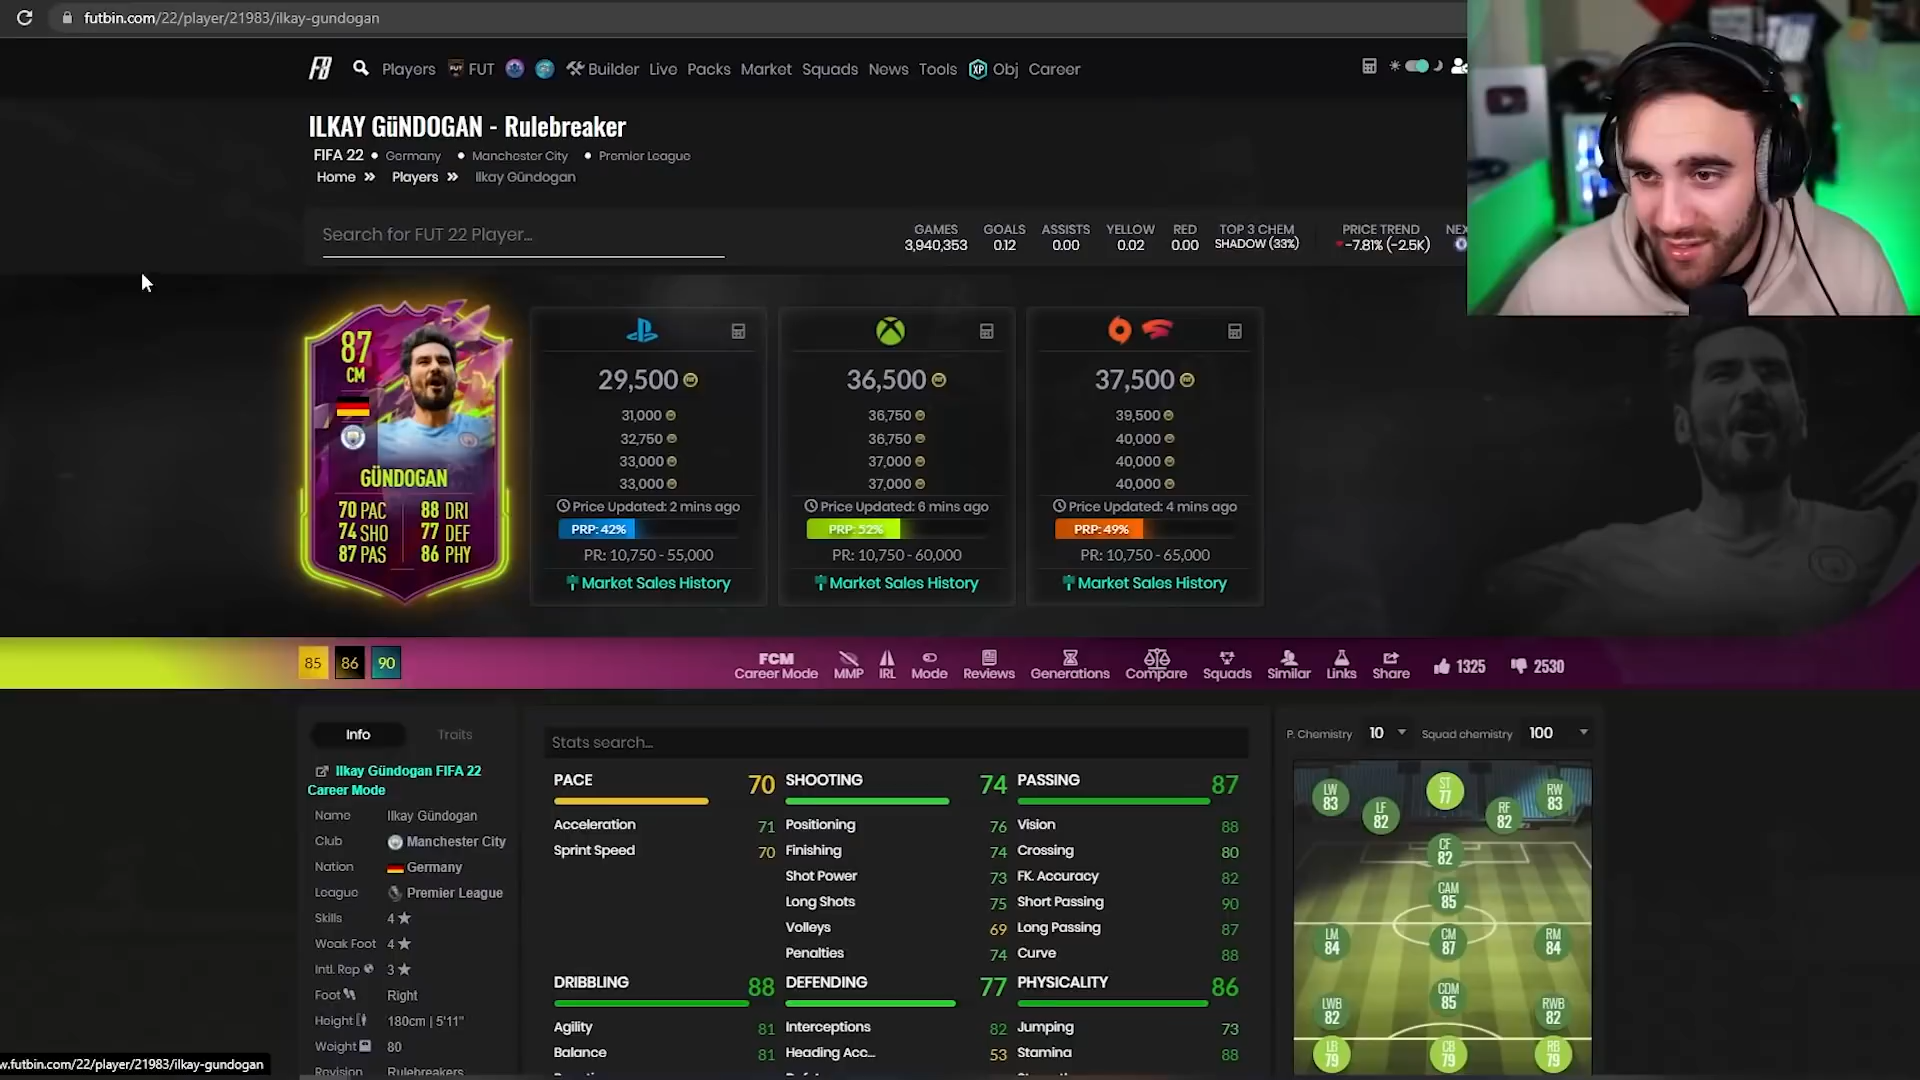 futbin.com/22/player/21983/ilkay-gundogan
Players FUT Builder Live Packs Market Squads News Tools XP Obj Career
ILKAY GüNDOGAN - Rulebreaker
FIFA 22 • Germany • Manchester City • Premier League
Home » Players » Ilkay Gündogan
Search for FUT 22 Player...
GAMES GOALS ASSISTS YELLOW RED TOP 3 CHEM PRICE TREND NEX
3,940,353 0.12 0.00 0.02 0.00 SHADOW (33%) -7.81% (-2.5K)
87
CM
GÜNDOGAN
70 PAC 88 DRI
74 SHO 77 DEF
87 PAS 86 PHY
29,500
31,000
32,750
33,000
33,000
Price Updated: 2 mins ago
PRP: 42%
PR: 10,750 - 55,000
Market Sales History
36,500
36,750
36,750
37,000
37,000
Price Updated: 6 mins ago
PRP: 52%
PR: 10,750 - 60,000
Market Sales History
37,500
39,500
40,000
40,000
40,000
Price Updated: 4 mins ago
PRP: 49%
PR: 10,750 - 65,000
Market Sales History
85 86 90
FCM
Career Mode MMP IRL Mode Reviews Generations Compare Squads Similar Links Share 1325 2530
Info Traits
Ilkay Gündogan FIFA 22
Career Mode
Name Ilkay Gündogan
Club Manchester City
Nation Germany
League Premier League
Skills 4
Weak Foot 4
Intl. Rep 3
Foot Right
Height 180cm | 5'11"
Weight 80
Revision Rulebreakers
Stats search...
PACE 70
Acceleration 71
Sprint Speed 70
SHOOTING 74
Positioning 76
Finishing 74
Shot Power 73
Long Shots 75
Volleys 69
Penalties 74
PASSING 87
Vision 88
Crossing 80
FK. Accuracy 82
Short Passing 90
Long Passing 87
Curve 88
DRIBBLING 88
Agility 81
Balance 81
DEFENDING 77
Interceptions 82
Heading Acc... 53
PHYSICALITY 86
Jumping 73
Stamina 88
P. Chemistry 10 Squad chemistry 100
LW 83
ST 77
RW 83
LF 82
RF 82
CF 82
CAM 85
LM 84
CM 87
RM 84
CDM 85
LWB 82
RWB 82
LB 79
CB 79
RB 79
w.futbin.com/22/player/21983/ilkay-gundogan